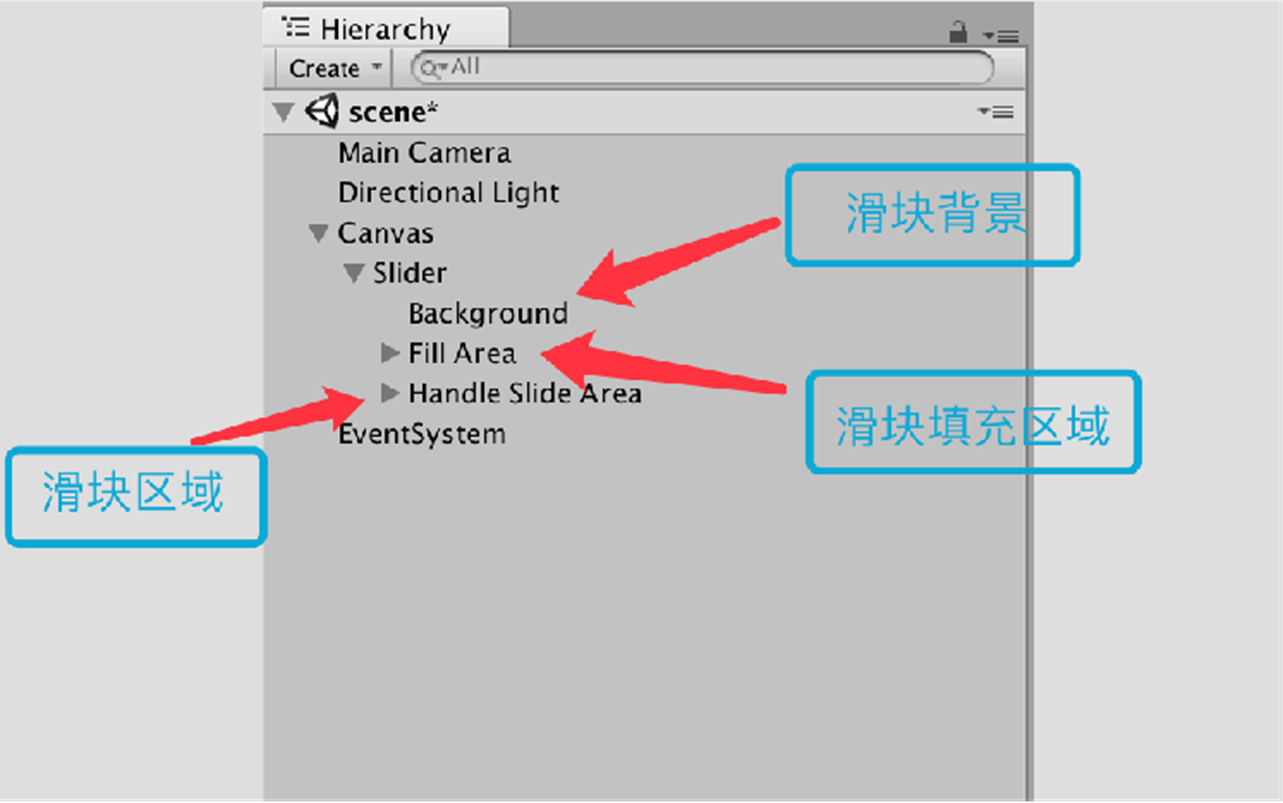 Hierarchy
Create All
scene*
Main Camera
Directional Light
Canvas
Slider
Background
Fill Area
Handle Slide Area
EventSystem
滑块背景
滑块填充区域
滑块区域